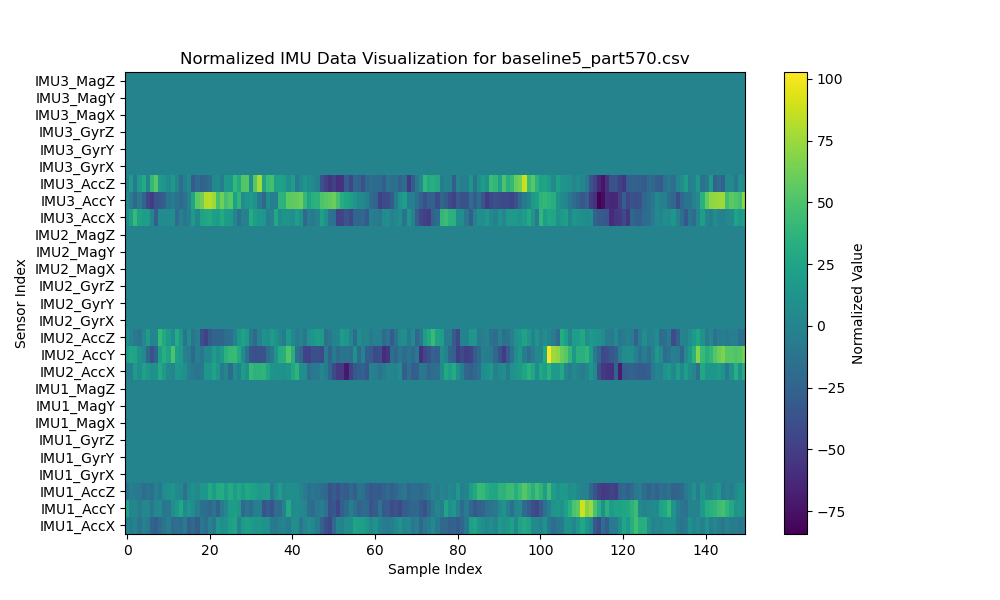 Normalized IMU Data Visualization for baseline5_part570.csv
IMU3_MagZ
IMU3_MagY
IMU3_MagX
IMU3_GyrZ
IMU3_GyrY
IMU3_GyrX
IMU3_AccZ
IMU3_AccY
IMU3_AccX
IMU2_MagZ
IMU2_MagY
IMU2_MagX
IMU2_GyrZ
IMU2_GyrY
IMU2_GyrX
IMU2_AccZ
IMU2_AccY
IMU2_AccX
IMU1_MagZ
IMU1_MagY
IMU1_MagX
IMU1_GyrZ
IMU1_GyrY
IMU1_GyrX
IMU1_AccZ
IMU1_AccY
IMU1_AccX
Sensor Index
0 20 40 60 80 100 120 140
Sample Index
100
75
50
25
0
−25
−50
−75
Normalized Value